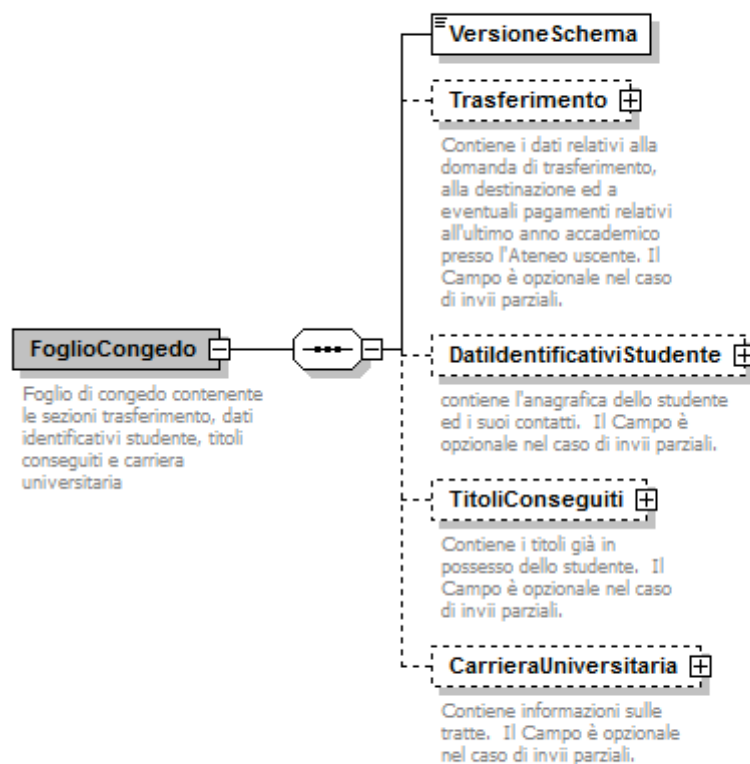 VersioneSchema
Trasferimento
Contiene i dati relativi alla
domanda di trasferimento,
alla destinazione ed a
eventuali pagamenti relativi
all'ultimo anno accademico
presso l'Ateneo uscente. Il
Campo è opzionale nel caso
di invii parziali.
FoglioCongedo
Foglio di congedo contenente
le sezioni trasferimento, dati
identificativi studente, titoli
conseguiti e carriera
universitaria
DatiIdentificativiStudente
contiene l'anagrafica dello studente
ed i suoi contatti. Il Campo è
opzionale nel caso di invii parziali.
TitoliConseguiti
Contiene i titoli già in
possesso dello studente. Il
Campo è opzionale nel caso
di invii parziali.
CarrieraUniversitaria
Contiene informazioni sulle
tratte. Il Campo è opzionale
nel caso di invii parziali.